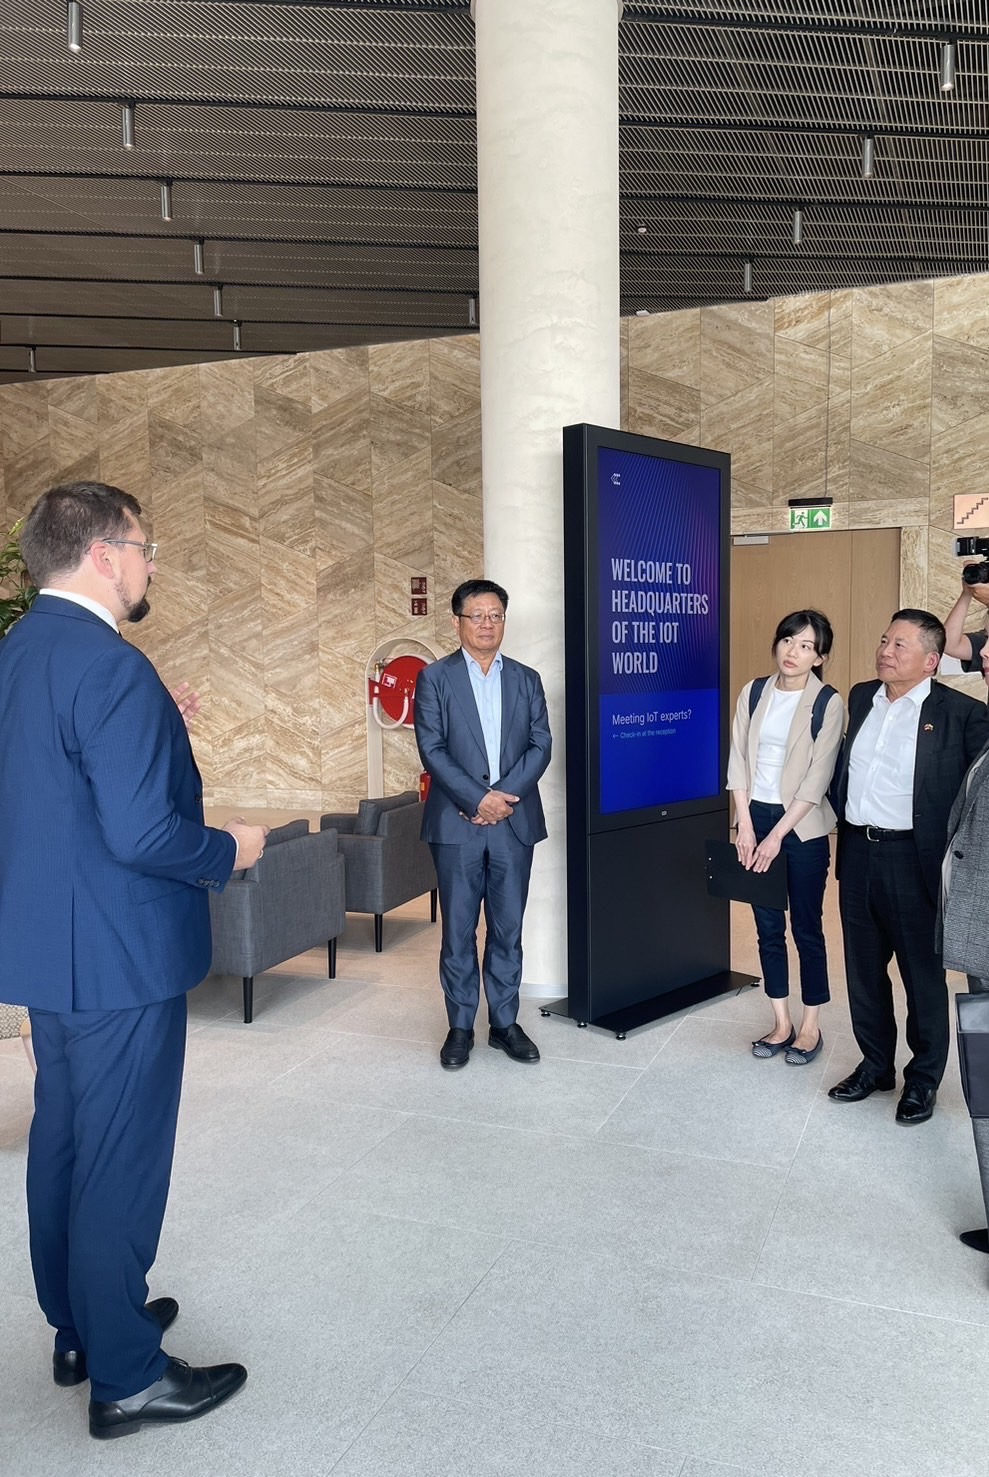 WELCOME TO
HEADQUARTERS
OF THE IOT
WORLD
Meeting IoT experts?
← Check-in at the reception